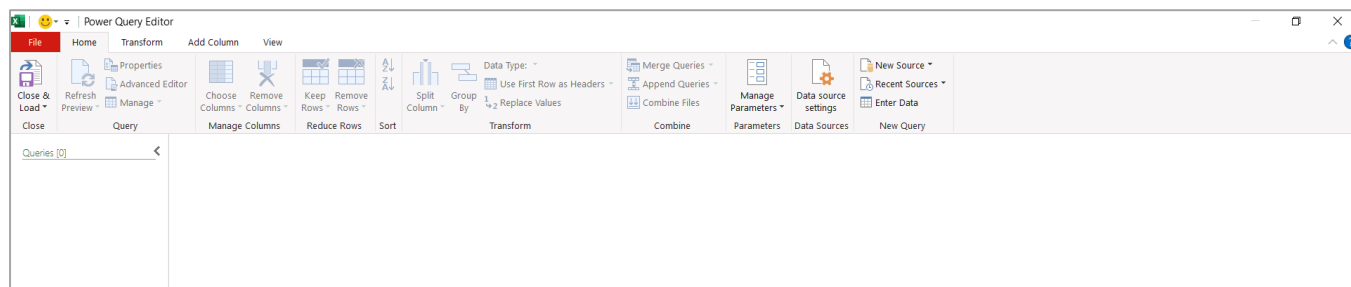 Power Query Editor
File Home Transform Add Column View
Close & Load
Refresh Preview
Properties
Advanced Editor
Manage
Choose Columns
Remove Columns
Keep Rows
Remove Rows
Split Column
Group By
Data Type:
Use First Row as Headers
Replace Values
Merge Queries
Append Queries
Combine Files
Manage Parameters
Data source settings
New Source
Recent Sources
Enter Data
Close Query Manage Columns Reduce Rows Sort Transform Combine Parameters Data Sources New Query
Queries [0]